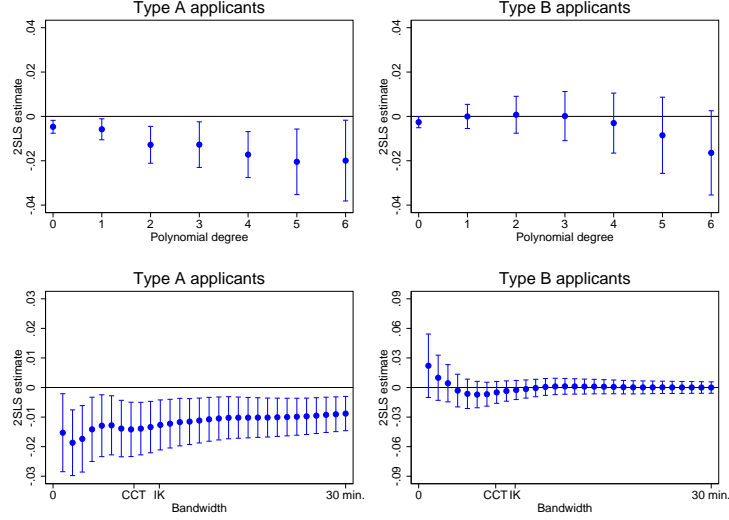 Type A applicants
2SLS estimate
.04
.02
0
-.02
-.04
0 1 2 3 4 5 6
Polynomial degree
Type B applicants
2SLS estimate
.04
.02
0
-.02
-.04
0 1 2 3 4 5 6
Polynomial degree
Type A applicants
2SLS estimate
.03
.02
.01
0
-.01
-.02
-.03
0 CCT IK 30 min.
Bandwidth
Type B applicants
2SLS estimate
.09
.06
.03
0
-.03
-.06
-.09
0 CCT IK 30 min.
Bandwidth